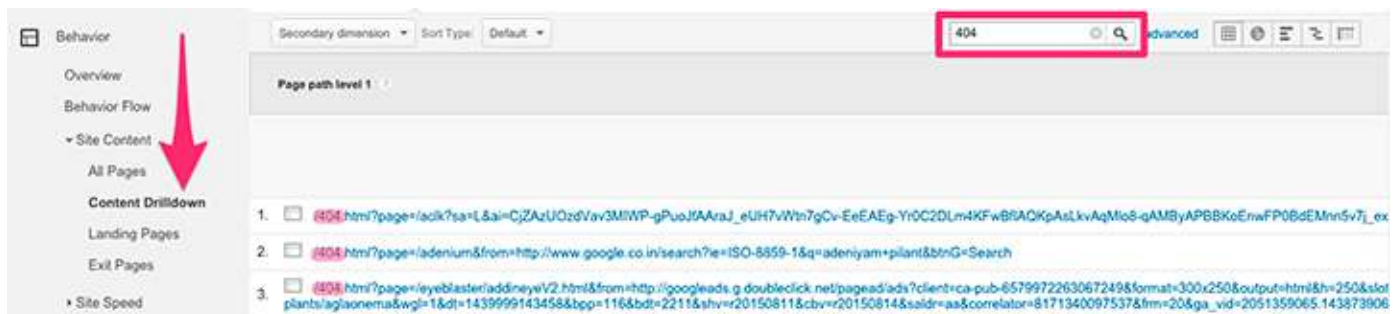 Behavior
Overview
Behavior Flow
Site Content
All Pages
Content Drilldown
Landing Pages
Exit Pages
Site Speed
Secondary dimension Sort Type: Default 404 advanced
Page path level 1
1. /404.html?page=/aclk?sa=L&ai=
2. /404.html?page=/adenium&from=http://www.google.co.in/search?ie=ISO-8859-1&q=adeniyam+pilant&btnG=Search
3. /404.html?page=/eyeblaster/addineyeV2.html&from=http://googleads.g.doubleclick.net/pagead/ads?client=ca-pub-6579972263067249&format=300x250&output=html&h=250&slot
plants/aglaonema&wgl=1&dt=1439999143458&bpp=116&bdt=2211&shv=r20150811&cbv=r20150814&saldr=aa&correlator=8171340097537&frm=20&ga_vid=2051359065.143873906